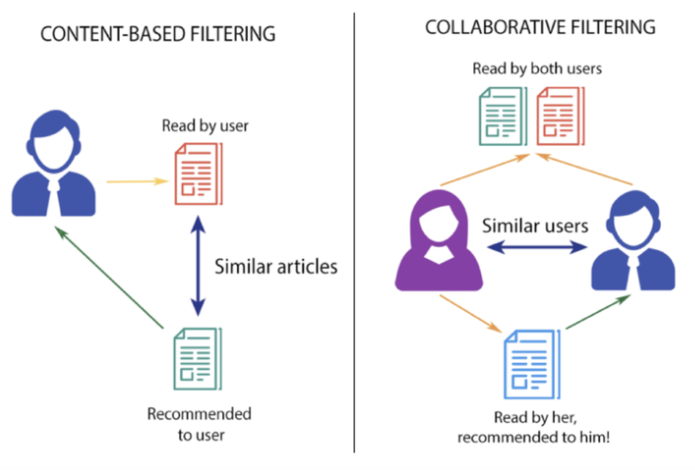 CONTENT-BASED FILTERING
Read by user
Similar articles
Recommended
to user
COLLABORATIVE FILTERING
Read by both users
Similar users
Read by her,
recommended to him!